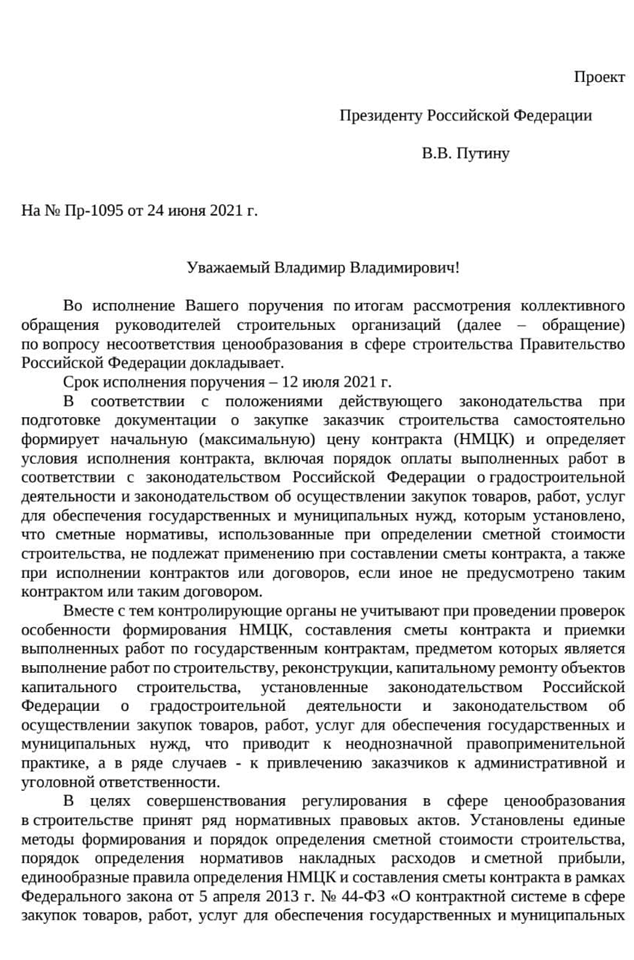 Проект
Президенту Российской Федерации
В.В. Путину
На № Пр-1095 от 24 июня 2021 г.
Уважаемый Владимир Владимирович!
Во исполнение Вашего поручения по итогам рассмотрения коллективного
обращения руководителей строительных организаций (далее – обращение)
по вопросу несоответствия ценообразования в сфере строительства Правительство
Российской Федерации докладывает.
Срок исполнения поручения – 12 июля 2021 г.
В соответствии с положениями действующего законодательства при
подготовке документации о закупке заказчик строительства самостоятельно
формирует начальную (максимальную) цену контракта (НМЦК) и определяет
условия исполнения контракта, включая порядок оплаты выполненных работ в
соответствии с законодательством Российской Федерации о градостроительной
деятельности и законодательством об осуществлении закупок товаров, работ, услуг
для обеспечения государственных и муниципальных нужд, которым установлено,
что сметные нормативы, использованные при определении сметной стоимости
строительства, не подлежат применению при составлении сметы контракта, а также
при исполнении контрактов или договоров, если иное не предусмотрено таким
контрактом или таким договором.
Вместе с тем контролирующие органы не учитывают при проведении проверок
особенности формирования НМЦК, составления сметы контракта и приемки
выполненных работ по государственным контрактам, предметом которых является
выполнение работ по строительству, реконструкции, капитальному ремонту объектов
капитального строительства, установленные законодательством Российской
Федерации о градостроительной деятельности и законодательством об
осуществлении закупок товаров, работ, услуг для обеспечения государственных и
муниципальных нужд, что приводит к неоднозначной правоприменительной
практике, а в ряде случаев - к привлечению заказчиков к административной и
уголовной ответственности.
В целях совершенствования регулирования в сфере ценообразования
в строительстве принят ряд нормативных правовых актов. Установлены единые
методы формирования и порядок определения сметной стоимости строительства,
порядок определения нормативов накладных расходов и сметной прибыли,
единообразные правила определения НМЦК и составления сметы контракта в рамках
Федерального закона от 5 апреля 2013 г. № 44-ФЗ «О контрактной системе в сфере
закупок товаров, работ, услуг для обеспечения государственных и муниципальных